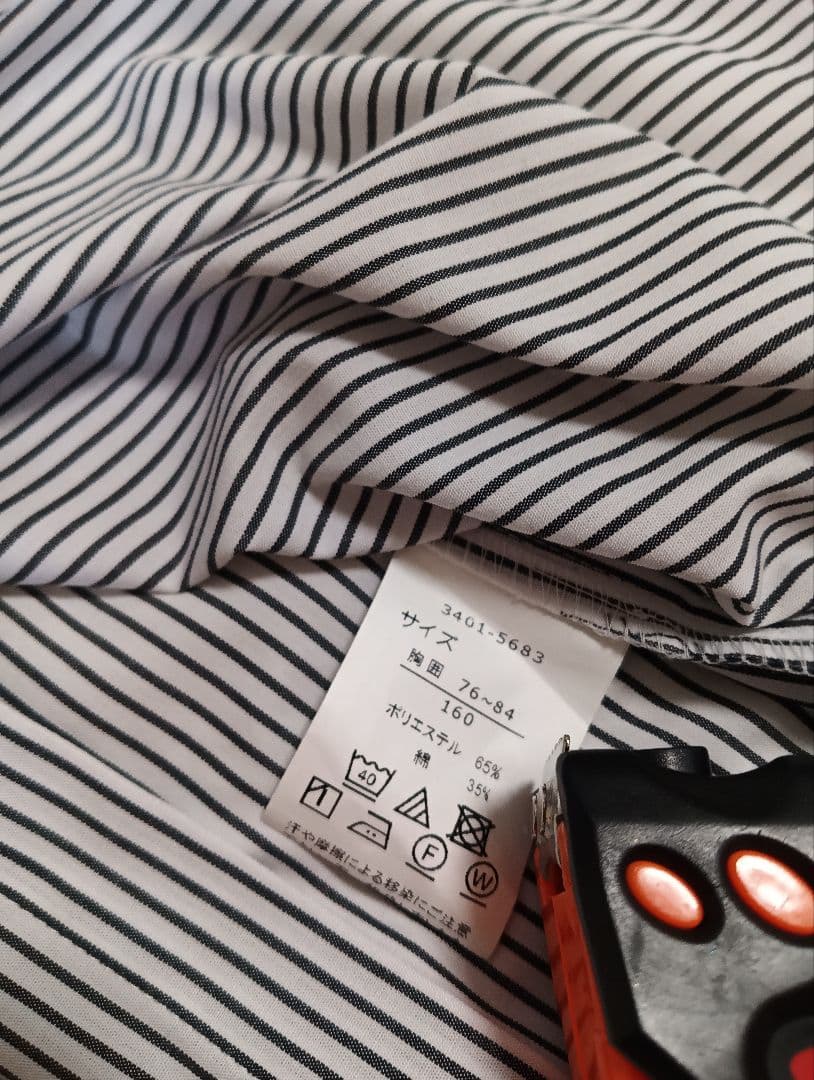 3401-5683
サイズ
胸囲 76~84
160
ポリエステル 65%
綿 35%
40
F
W
汗や摩擦による移染にご注意